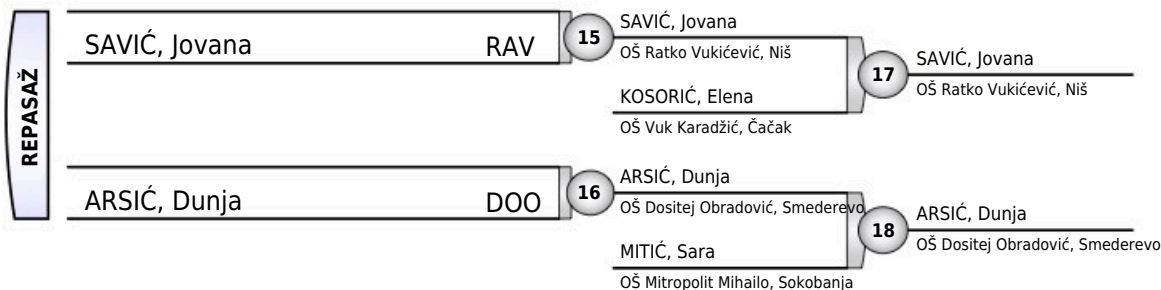 REPASAŽ
SAVIĆ, Jovana RAV
15
SAVIĆ, Jovana
OŠ Ratko Vukićević, Niš
KOSORIĆ, Elena
OŠ Vuk Karadžić, Čačak
17
SAVIĆ, Jovana
OŠ Ratko Vukićević, Niš
ARSIĆ, Dunja DOO
16
ARSIĆ, Dunja
OŠ Dositej Obradović, Smederevo
MITIĆ, Sara
OŠ Mitropolit Mihailo, Sokobanja
18
ARSIĆ, Dunja
OŠ Dositej Obradović, Smederevo